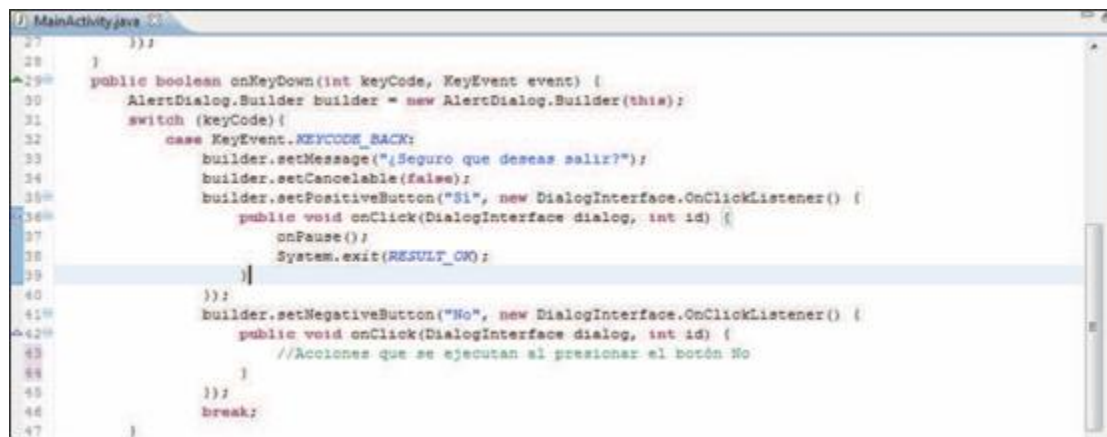 MainActivity.java
27 });
28 }
29 public boolean onKeyDown(int keyCode, KeyEvent event) {
30 AlertDialog.Builder builder = new AlertDialog.Builder(this);
31 switch (keyCode){
32 case KeyEvent.KEYCODE_BACK:
33 builder.setMessage("¿Seguro que deseas salir?");
34 builder.setCancelable(false);
35 builder.setPositiveButton("Si", new DialogInterface.OnClickListener() {
36 public void onClick(DialogInterface dialog, int id) {
37 onPause();
38 System.exit(RESULT_OK);
39 }
40 });
41 builder.setNegativeButton("No", new DialogInterface.OnClickListener() {
42 public void onClick(DialogInterface dialog, int id) {
43 //Acciones que se ejecutan al presionar el botón No
44 }
45 });
46 break;
47 }